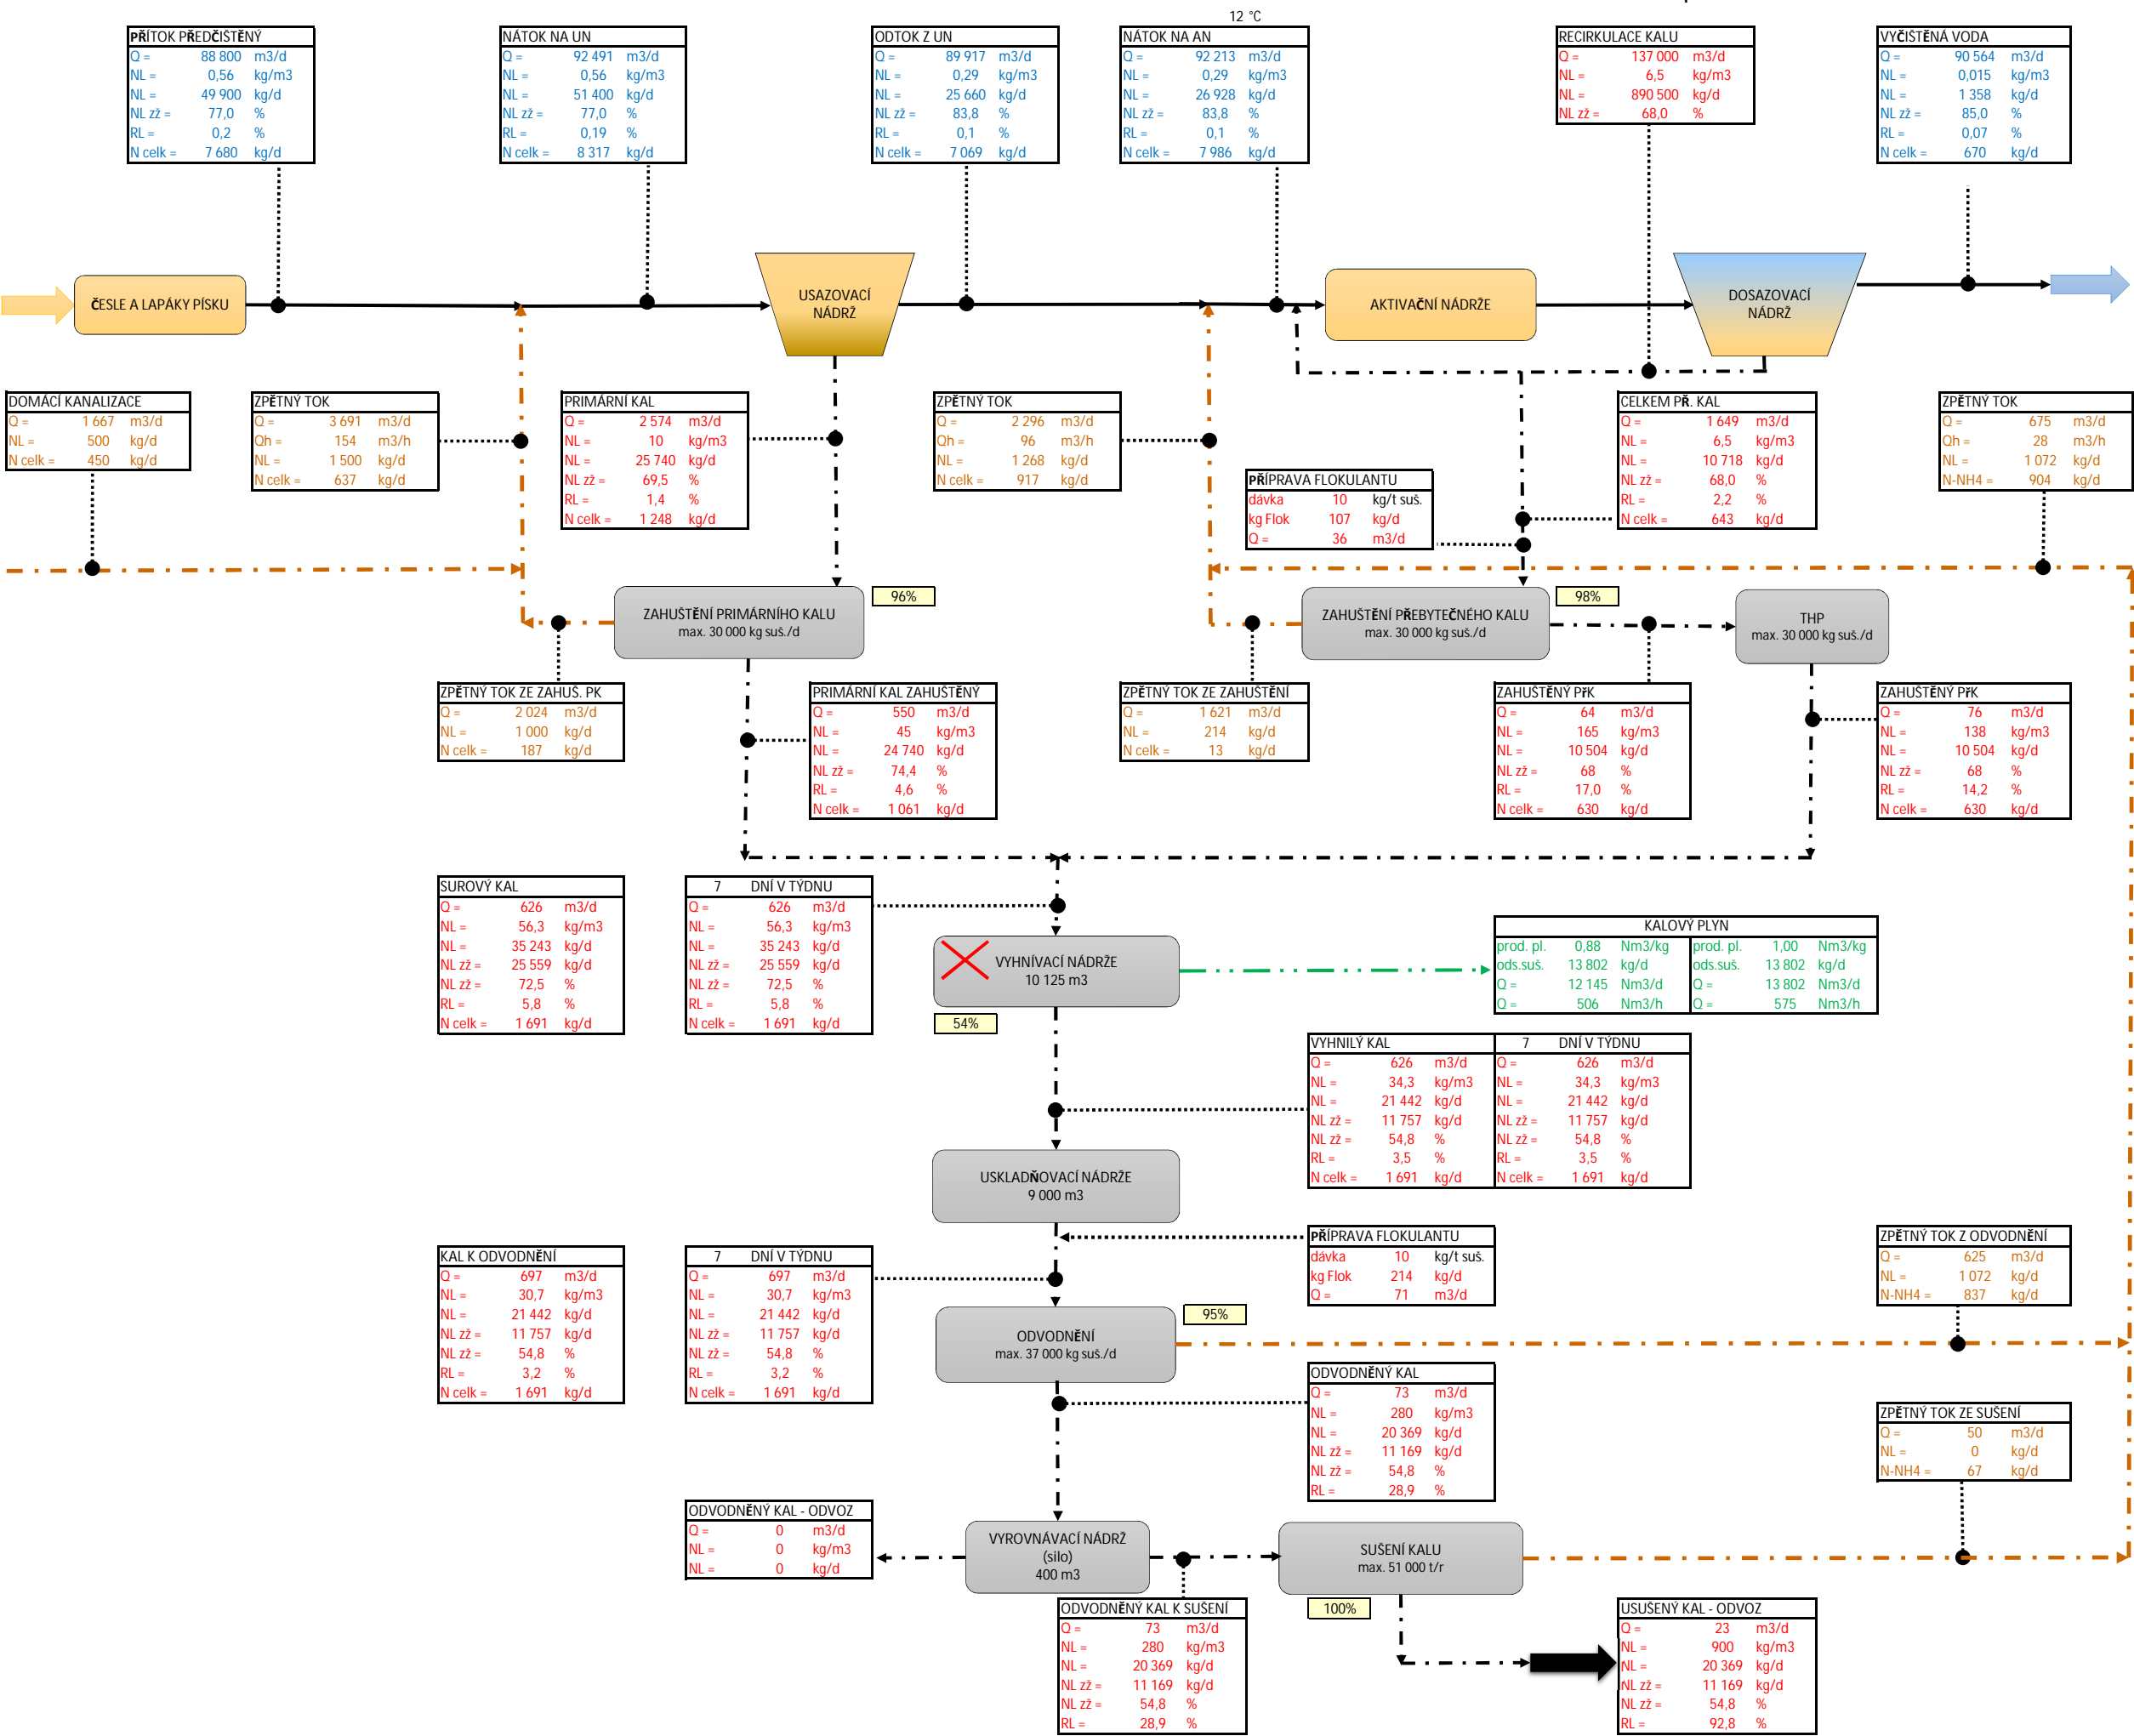 12 °C
PŘÍTOK PŘEDČIŠTĚNÝ
Q = 88 800 m3/d
NL = 0,56 kg/m3
NL = 49 900 kg/d
NL zž = 77,0 %
RL = 0,2 %
N celk = 7 680 kg/d
NÁTOK NA UN
Q = 92 491 m3/d
NL = 0,56 kg/m3
NL = 51 400 kg/d
NL zž = 77,0 %
RL = 0,19 %
N celk = 8 317 kg/d
ODTOK Z UN
Q = 89 917 m3/d
NL = 0,29 kg/m3
NL = 25 660 kg/d
NL zž = 83,8 %
RL = 0,1 %
N celk = 7 069 kg/d
NÁTOK NA AN
Q = 92 213 m3/d
NL = 0,29 kg/m3
NL = 26 928 kg/d
NL zž = 83,8 %
RL = 0,1 %
N celk = 7 986 kg/d
RECIRKULACE KALU
Q = 137 000 m3/d
NL = 6,5 kg/m3
NL = 890 500 kg/d
NL zž = 68,0 %
VYČIŠTĚNÁ VODA
Q = 90 564 m3/d
NL = 0,015 kg/m3
NL = 1 358 kg/d
NL zž = 85,0 %
RL = 0,07 %
N celk = 670 kg/d
ČESLE A LAPÁKY PÍSKU
USAZOVACÍ
NÁDRŽ
AKTIVAČNÍ NÁDRŽE
DOSAZOVACÍ
NÁDRŽ
DOMÁCÍ KANALIZACE
Q = 1 667 m3/d
NL = 500 kg/d
N celk = 450 kg/d
ZPĚTNÝ TOK
Q = 3 691 m3/d
Qh = 154 m3/h
NL = 1 500 kg/d
N celk = 637 kg/d
PRIMÁRNÍ KAL
Q = 2 574 m3/d
NL = 10 kg/m3
NL = 25 740 kg/d
NL zž = 69,5 %
RL = 1,4 %
N celk = 1 248 kg/d
ZPĚTNÝ TOK
Q = 2 296 m3/d
Qh = 96 m3/h
NL = 1 268 kg/d
N celk = 917 kg/d
PŘÍPRAVA FLOKULANTU
dávka 10 kg/t suš.
kg Flok 107 kg/d
Q = 36 m3/d
CELKEM PŘ. KAL
Q = 1 649 m3/d
NL = 6,5 kg/m3
NL = 10 718 kg/d
NL zž = 68,0 %
RL = 2,2 %
N celk = 643 kg/d
ZPĚTNÝ TOK
Q = 675 m3/d
Qh = 28 m3/h
NL = 1 072 kg/d
N-NH4 = 904 kg/d
ZAHUŠTĚNÍ PRIMÁRNÍHO KALU
max. 30 000 kg suš./d
96%
ZAHUŠTĚNÍ PŘEBYTEČNÉHO KALU
max. 30 000 kg suš./d
98%
THP
max. 30 000 kg suš./d
ZPĚTNÝ TOK ZE ZAHUŠ. PK
Q = 2 024 m3/d
NL = 1 000 kg/d
N celk = 187 kg/d
PRIMÁRNÍ KAL ZAHUŠTĚNÝ
Q = 550 m3/d
NL = 45 kg/m3
NL = 24 740 kg/d
NL zž = 74,4 %
RL = 4,6 %
N celk = 1 061 kg/d
ZPĚTNÝ TOK ZE ZAHUŠTĚNÍ
Q = 1 621 m3/d
NL = 214 kg/d
N celk = 13 kg/d
ZAHUŠTĚNÝ PřK
Q = 64 m3/d
NL = 165 kg/m3
NL = 10 504 kg/d
NL zž = 68 %
RL = 17,0 %
N celk = 630 kg/d
ZAHUŠTĚNÝ PřK
Q = 76 m3/d
NL = 138 kg/m3
NL = 10 504 kg/d
NL zž = 68 %
RL = 14,2 %
N celk = 630 kg/d
SUROVÝ KAL
Q = 626 m3/d
NL = 56,3 kg/m3
NL = 35 243 kg/d
NL zž = 25 559 kg/d
NL zž = 72,5 %
RL = 5,8 %
N celk = 1 691 kg/d
7 DNÍ V TÝDNU
Q = 626 m3/d
NL = 56,3 kg/m3
NL = 35 243 kg/d
NL zž = 25 559 kg/d
NL zž = 72,5 %
RL = 5,8 %
N celk = 1 691 kg/d
VYHNÍVACÍ NÁDRŽE
10 125 m3
54%
KALOVÝ PLYN
prod. pl. 0,88 Nm3/kg prod. pl. 1,00 Nm3/kg
ods.suš. 13 802 kg/d ods.suš. 13 802 kg/d
Q = 12 145 Nm3/d Q = 13 802 Nm3/d
Q = 506 Nm3/h Q = 575 Nm3/h
VYHNILÝ KAL 7 DNÍ V TÝDNU
Q = 626 m3/d Q = 626 m3/d
NL = 34,3 kg/m3 NL = 34,3 kg/m3
NL = 21 442 kg/d NL = 21 442 kg/d
NL zž = 11 757 kg/d NL zž = 11 757 kg/d
NL zž = 54,8 % NL zž = 54,8 %
RL = 3,5 % RL = 3,5 %
N celk = 1 691 kg/d N celk = 1 691 kg/d
USKLADŇOVACÍ NÁDRŽE
9 000 m3
KAL K ODVODNĚNÍ
Q = 697 m3/d
NL = 30,7 kg/m3
NL = 21 442 kg/d
NL zž = 11 757 kg/d
NL zž = 54,8 %
RL = 3,2 %
N celk = 1 691 kg/d
7 DNÍ V TÝDNU
Q = 697 m3/d
NL = 30,7 kg/m3
NL = 21 442 kg/d
NL zž = 11 757 kg/d
NL zž = 54,8 %
RL = 3,2 %
N celk = 1 691 kg/d
PŘÍPRAVA FLOKULANTU
dávka 10 kg/t suš.
kg Flok 214 kg/d
Q = 71 m3/d
ZPĚTNÝ TOK Z ODVODNĚNÍ
Q = 625 m3/d
NL = 1 072 kg/d
N-NH4 = 837 kg/d
ODVODNĚNÍ
max. 37 000 kg suš./d
95%
ODVODNĚNÝ KAL
Q = 73 m3/d
NL = 280 kg/m3
NL = 20 369 kg/d
NL zž = 11 169 kg/d
NL zž = 54,8 %
RL = 28,9 %
ZPĚTNÝ TOK ZE SUŠENÍ
Q = 50 m3/d
NL = 0 kg/d
N-NH4 = 67 kg/d
ODVODNĚNÝ KAL - ODVOZ
Q = 0 m3/d
NL = 0 kg/m3
NL = 0 kg/d
VYROVNÁVACÍ NÁDRŽ
(silo)
400 m3
SUŠENÍ KALU
max. 51 000 t/r
100%
ODVODNĚNÝ KAL K SUŠENÍ
Q = 73 m3/d
NL = 280 kg/m3
NL = 20 369 kg/d
NL zž = 11 169 kg/d
NL zž = 54,8 %
RL = 28,9 %
USUŠENÝ KAL - ODVOZ
Q = 23 m3/d
NL = 900 kg/m3
NL = 20 369 kg/d
NL zž = 11 169 kg/d
NL zž = 54,8 %
RL = 92,8 %